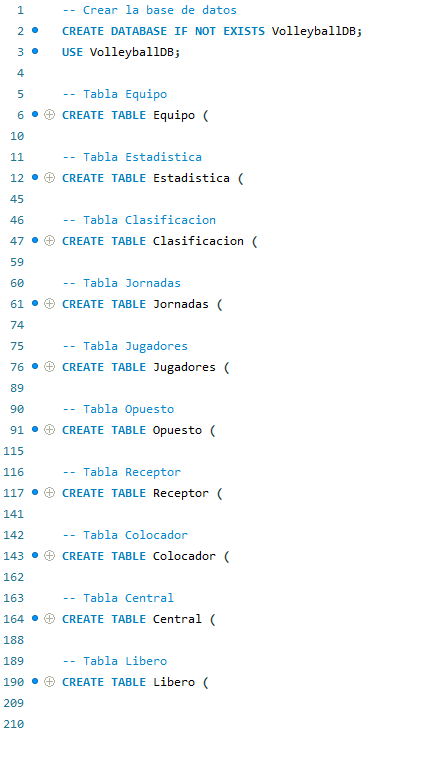 1 -- Crear la base de datos
2 CREATE DATABASE IF NOT EXISTS VolleyballDB;
3 USE VolleyballDB;
4
5 -- Tabla Equipo
6 CREATE TABLE Equipo (
10
11 -- Tabla Estadistica
12 CREATE TABLE Estadistica (
45
46 -- Tabla Clasificacion
47 CREATE TABLE Clasificacion (
59
60 -- Tabla Jornadas
61 CREATE TABLE Jornadas (
74
75 -- Tabla Jugadores
76 CREATE TABLE Jugadores (
89
90 -- Tabla Opuesto
91 CREATE TABLE Opuesto (
115
116 -- Tabla Receptor
117 CREATE TABLE Receptor (
141
142 -- Tabla Colocador
143 CREATE TABLE Colocador (
162
163 -- Tabla Central
164 CREATE TABLE Central (
188
189 -- Tabla Libero
190 CREATE TABLE Libero (
209
210